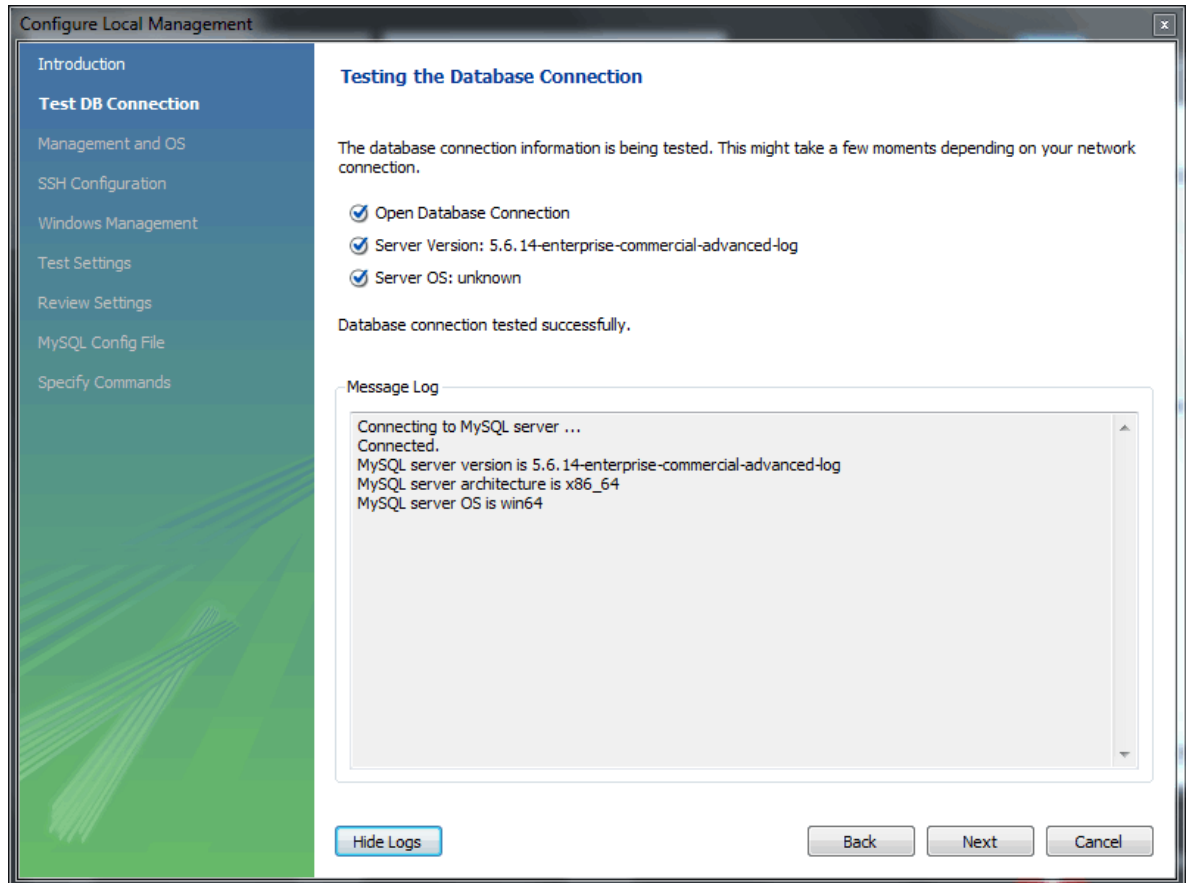 Configure Local Management
x
Introduction
Test DB Connection
Management and OS
SSH Configuration
Windows Management
Test Settings
Review Settings
MySQL Config File
Specify Commands
Testing the Database Connection
The database connection information is being tested. This might take a few moments depending on your network
connection.
Open Database Connection
Server Version: 5.6.14-enterprise-commercial-advanced-log
Server OS: unknown
Database connection tested successfully.
Message Log
Connecting to MySQL server ...
Connected.
MySQL server version is 5.6.14-enterprise-commercial-advanced-log
MySQL server architecture is x86_64
MySQL server OS is win64
Hide Logs
Back
Next
Cancel